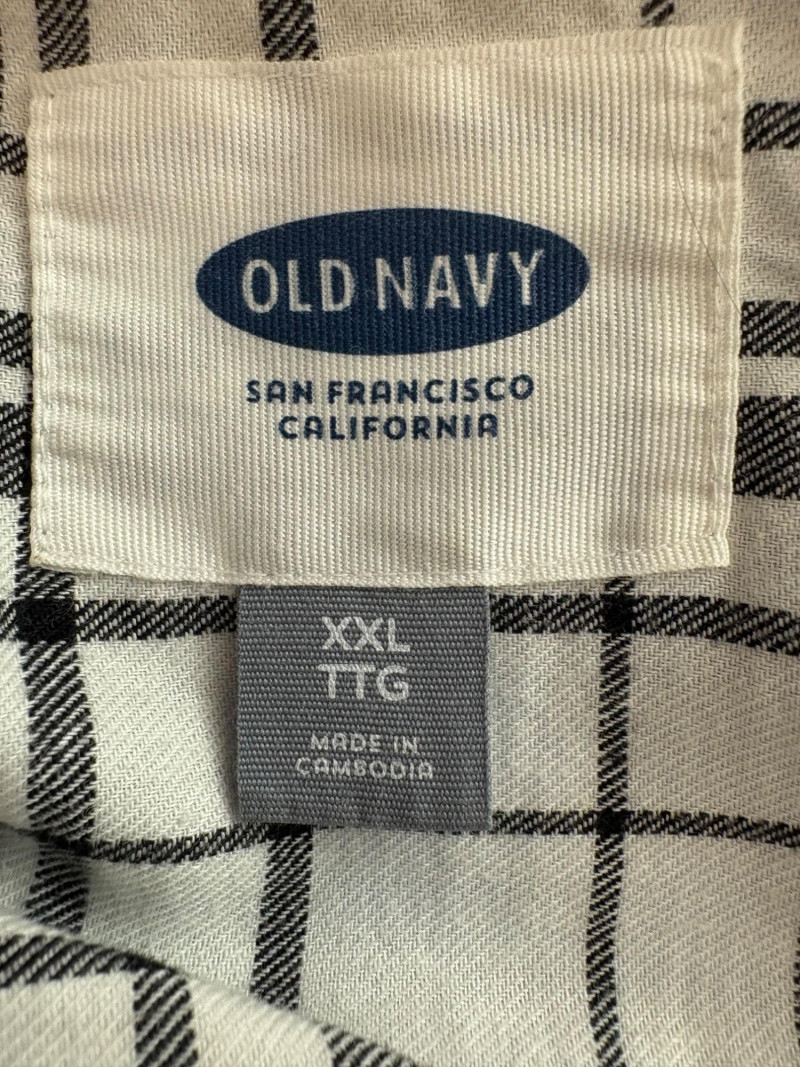 OLD NAVY
SAN FRANCISCO
CALIFORNIA
XXL
TTG
MADE IN
CAMBODIA